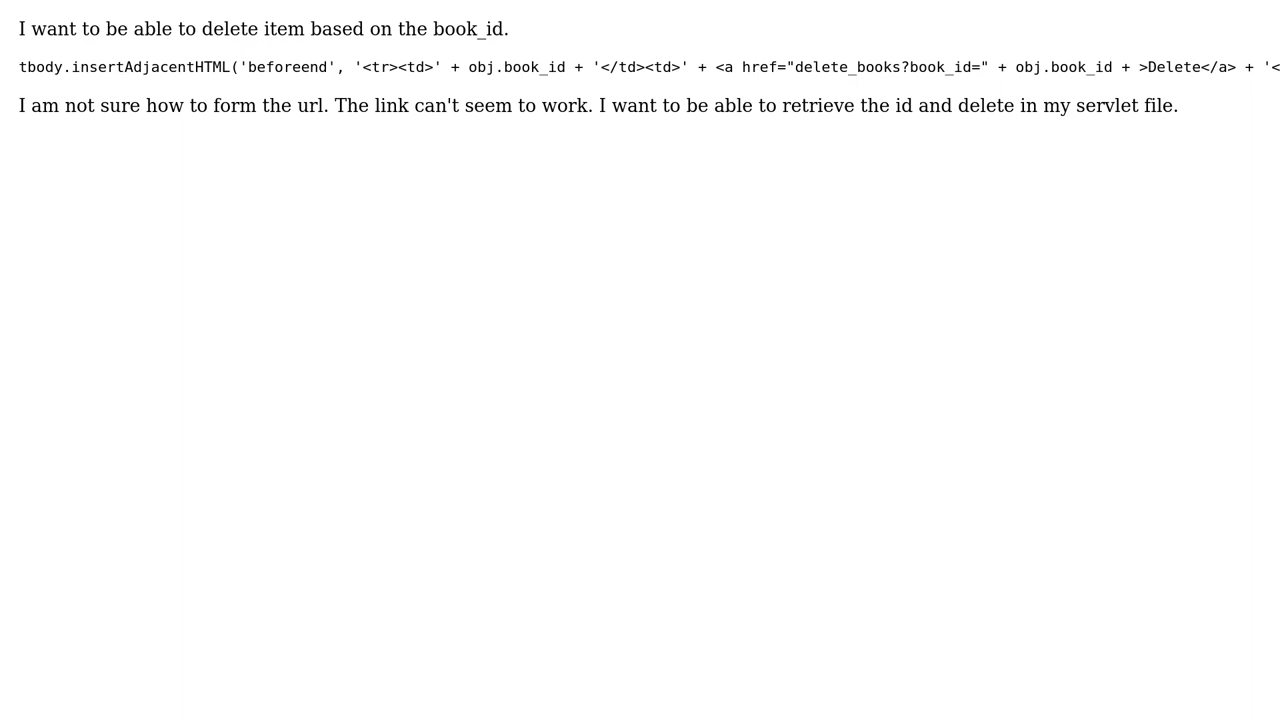 I want to be able to delete item based on the book_id.
tbody.insertAdjacentHTML('beforeend', '<tr><td>' + obj.book_id + '</td><td>' + <a href="delete_books?book_id=" + obj.book_id + >Delete</a> + '<
I am not sure how to form the url. The link can't seem to work. I want to be able to retrieve the id and delete in my servlet file.